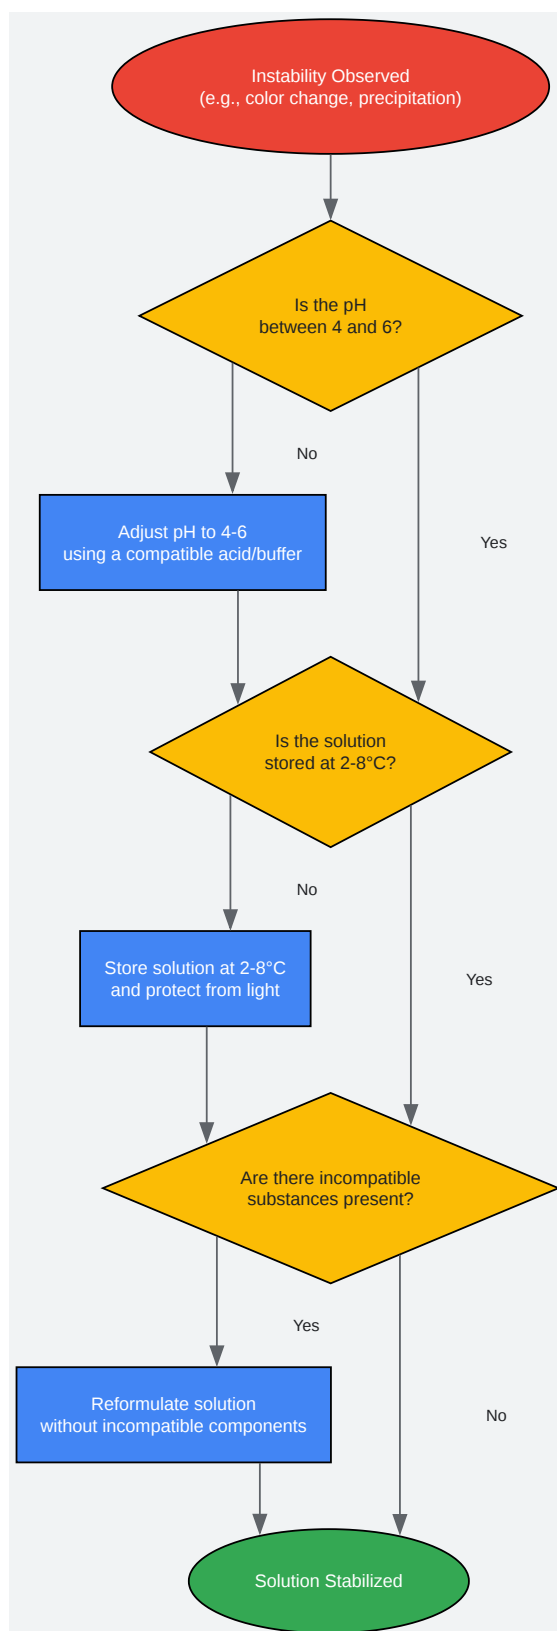 Instability Observed
(e.g., color change, precipitation)
Is the pH
between 4 and 6?
No
Adjust pH to 4-6
using a compatible acid/buffer
Yes
Is the solution
stored at 2-8°C?
No
Store solution at 2-8°C
and protect from light
Yes
Are there incompatible
substances present?
Yes
Reformulate solution
without incompatible components
No
Solution Stabilized